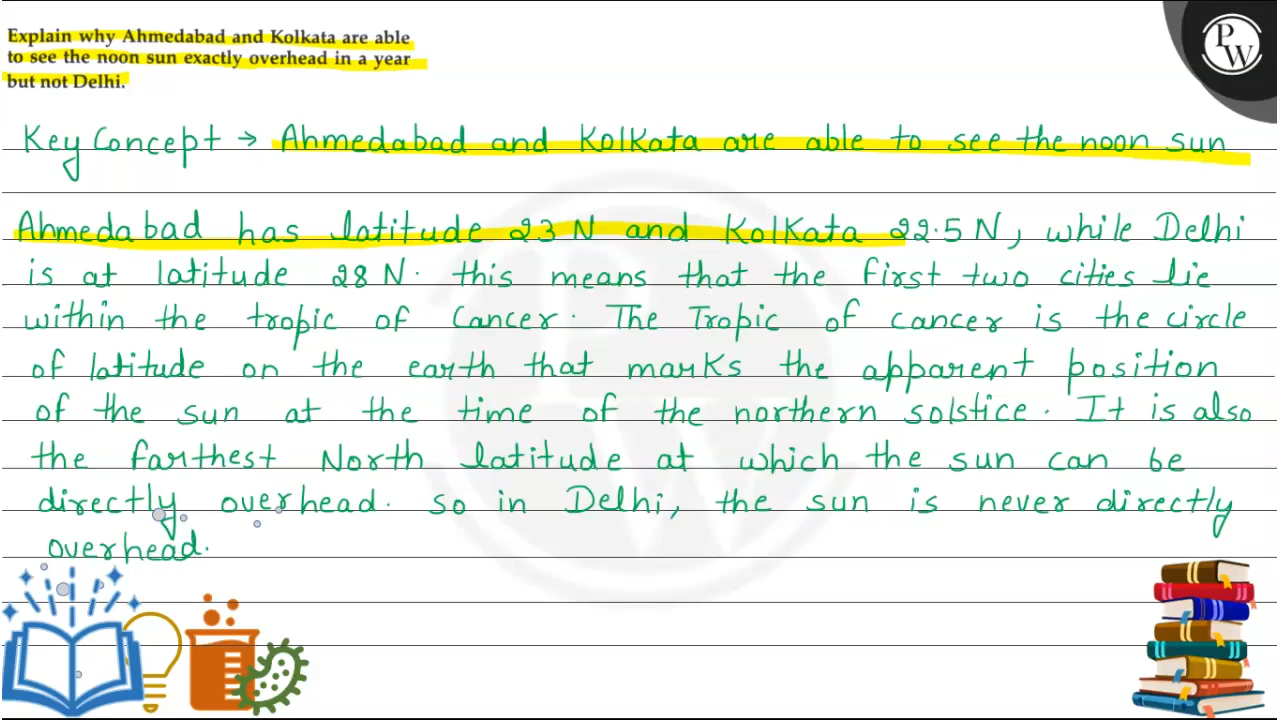 Explain why Ahmedabad and Kolkata are able
to see the noon sun exactly overhead in a year
but not Delhi.
P
W
Key Concept → Ahmedabad and Kolkata are able to see the noon sun
Ahmedabad has latitude 23 N and Kolkata 22.5 N, while Delhi
is at latitude 28 N. this means that the first two cities lie
within the tropic of Cancer. The Tropic of cancer is the circle
of latitude on the earth that marks the apparent position
of the sun at the time of the northern solstice. It is also
the farthest North latitude at which the sun can be
directly overhead. so in Delhi, the sun is never directly
overhead.